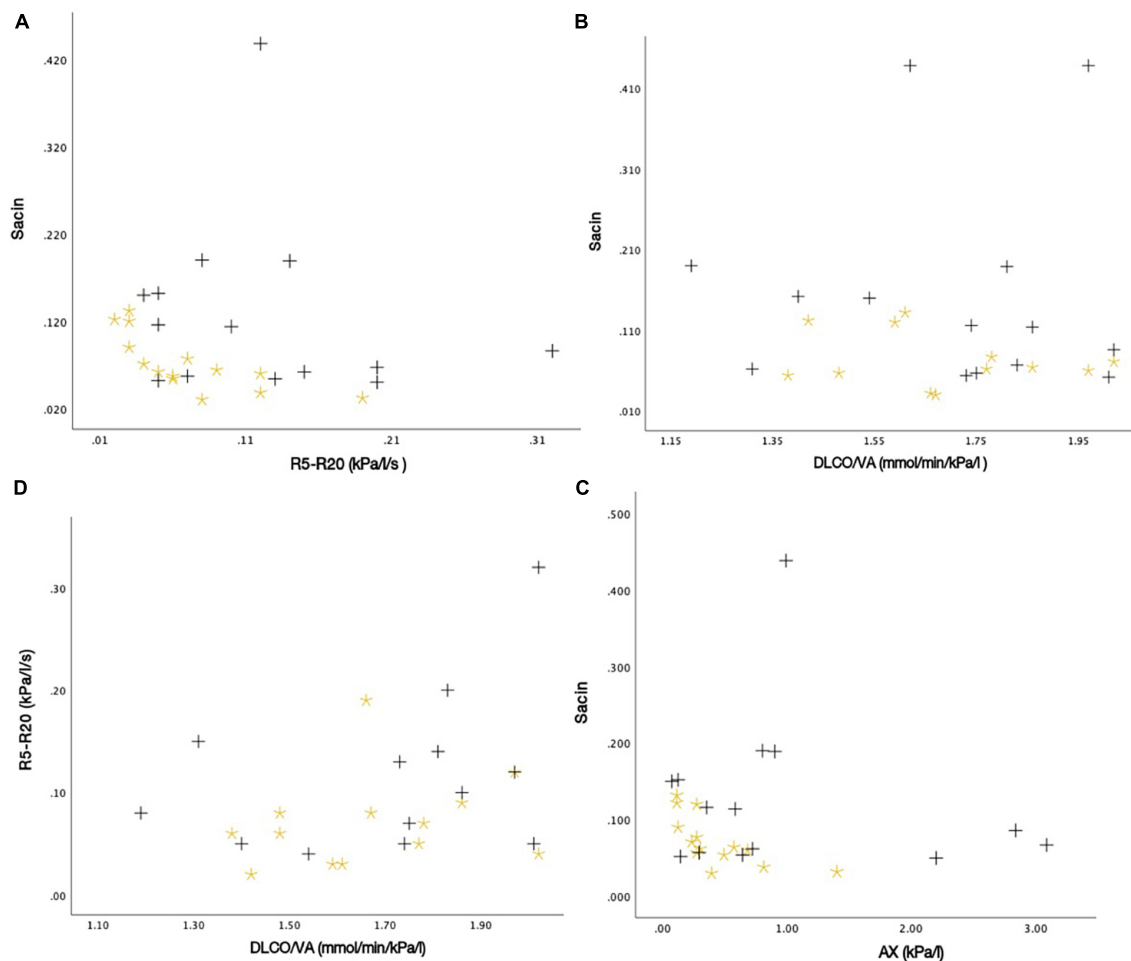 A
.420
.320
.220
.120
.020
Sacin
.01 .11 .21 .31
R5-R20 (kPa/l/s )
B
.410
.310
.210
.110
.010
Sacin
1.15 1.35 1.55 1.75 1.95
DLCO/VA (mmol/min/kPa/l )
D
.30
.20
.10
.00
R5-R20 (kPa/l/s)
1.10 1.30 1.50 1.70 1.90
DLCO/VA (mmol/min/kPa/l)
C
.500
.400
.300
.200
.100
.000
Sacin
.00 1.00 2.00 3.00
AX (kPa/l)